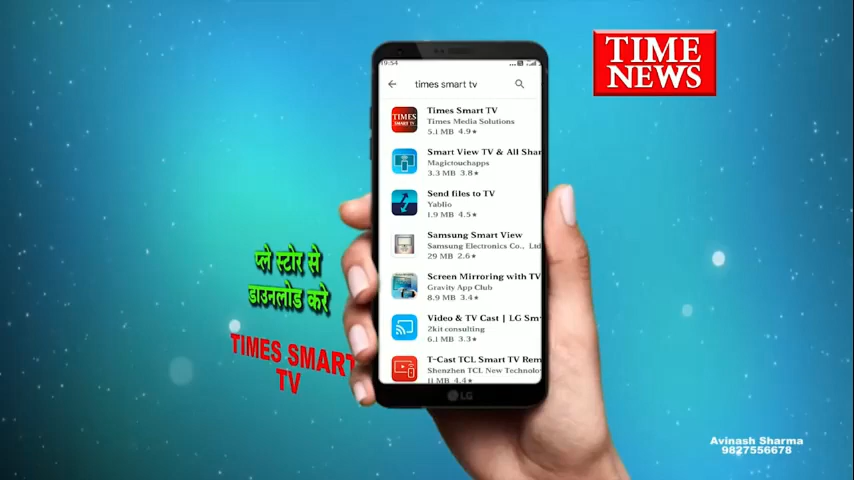 TIME
NEWS
19:54
times smart tv
Times Smart TV
Times Media Solutions
5.1 MB 4.9★
Smart View TV & All Shar
Magictouchapps
3.3 MB 3.8★
Send files to TV
Yablio
1.9 MB 4.5★
Samsung Smart View
Samsung Electronics Co., Ltd
29 MB 2.6★
Screen Mirroring with TV
Gravity App Club
8.9 MB 3.4★
Video & TV Cast | LG Sm
2kit consulting
6.1 MB 3.3★
T-Cast TCL Smart TV Rem
Shenzhen TCL New Technolo
11 MB 4.4★
LG
प्ले स्टोर से
डाउनलोड करे
TIMES SMART
TV
Avinash Sharma
9827556678